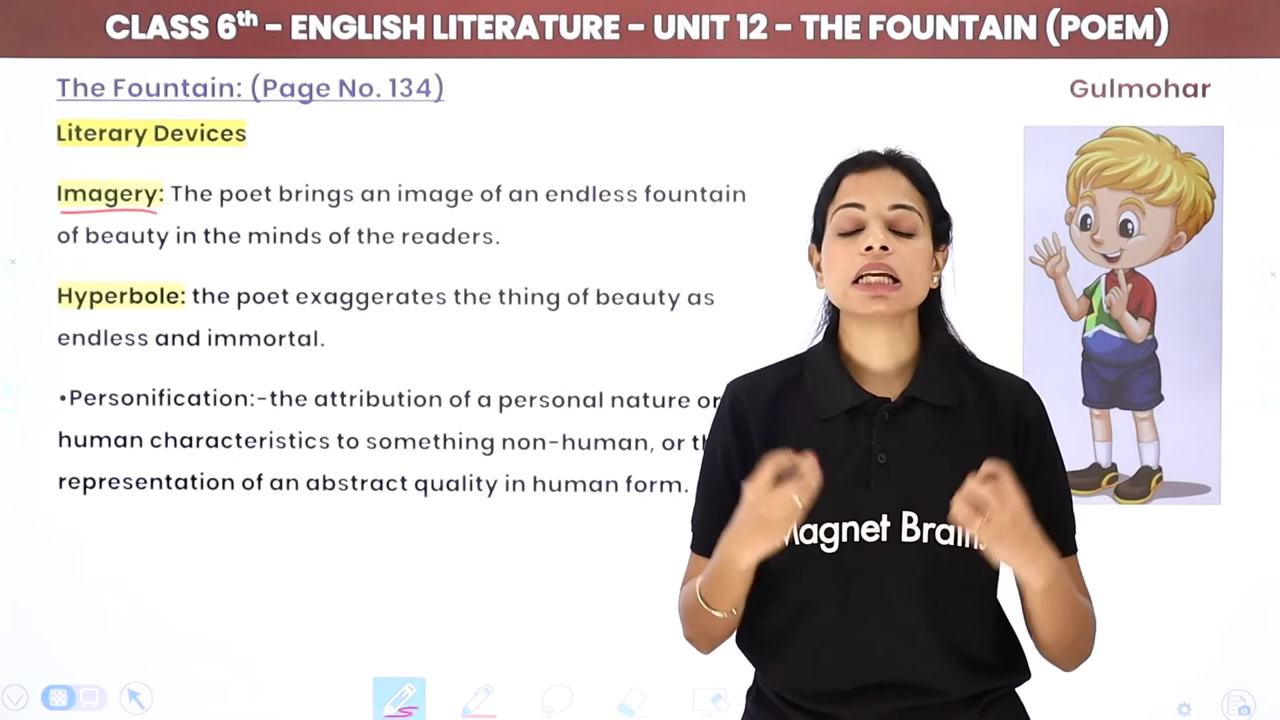 CLASS 6th - ENGLISH LITERATURE - UNIT 12 - THE FOUNTAIN (POEM)
The Fountain: (Page No. 134)
Gulmohar
Literary Devices
Imagery: The poet brings an image of an endless fountain
of beauty in the minds of the readers.
Hyperbole: the poet exaggerates the thing of beauty as
endless and immortal.
•Personification:-the attribution of a personal nature or
human characteristics to something non-human, or
representation of an abstract quality in human form.
Magnet Brains